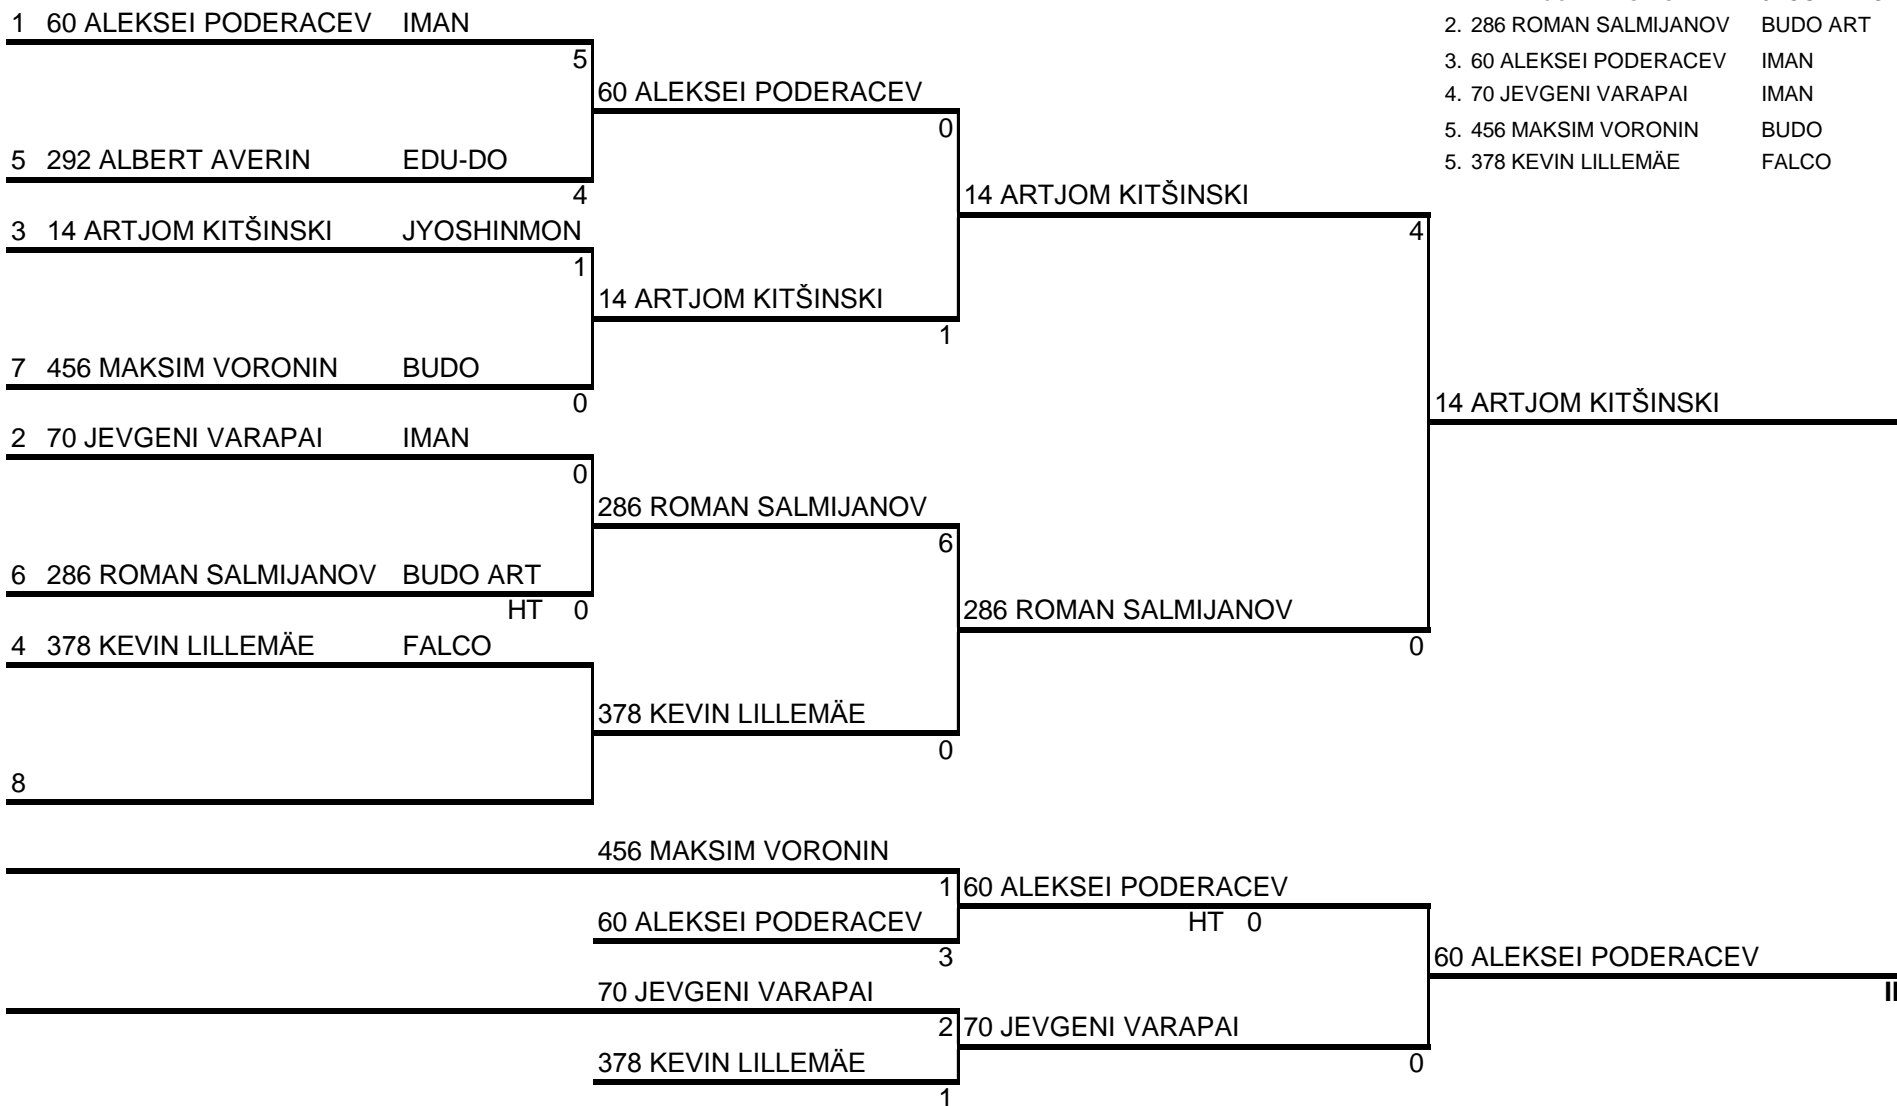 1 60 ALEKSEI PODERACEV IMAN
2. 286 ROMAN SALMIJANOV BUDO ART
5
3. 60 ALEKSEI PODERACEV IMAN
60 ALEKSEI PODERACEV
4. 70 JEVGENI VARAPAI IMAN
0
5. 456 MAKSIM VORONIN BUDO
5 292 ALBERT AVERIN EDU-DO
5. 378 KEVIN LILLEMÄE FALCO
4
14 ARTJOM KITŠINSKI
3 14 ARTJOM KITŠINSKI JYOSHINMON
4
1
14 ARTJOM KITŠINSKI
1
7 456 MAKSIM VORONIN BUDO
0
14 ARTJOM KITŠINSKI
2 70 JEVGENI VARAPAI IMAN
0
286 ROMAN SALMIJANOV
6
6 286 ROMAN SALMIJANOV BUDO ART
HT 0
286 ROMAN SALMIJANOV
4 378 KEVIN LILLEMÄE FALCO
0
378 KEVIN LILLEMÄE
0
8
456 MAKSIM VORONIN
1
60 ALEKSEI PODERACEV
60 ALEKSEI PODERACEV
HT 0
3
60 ALEKSEI PODERACEV
70 JEVGENI VARAPAI
2
70 JEVGENI VARAPAI
378 KEVIN LILLEMÄE
0
1